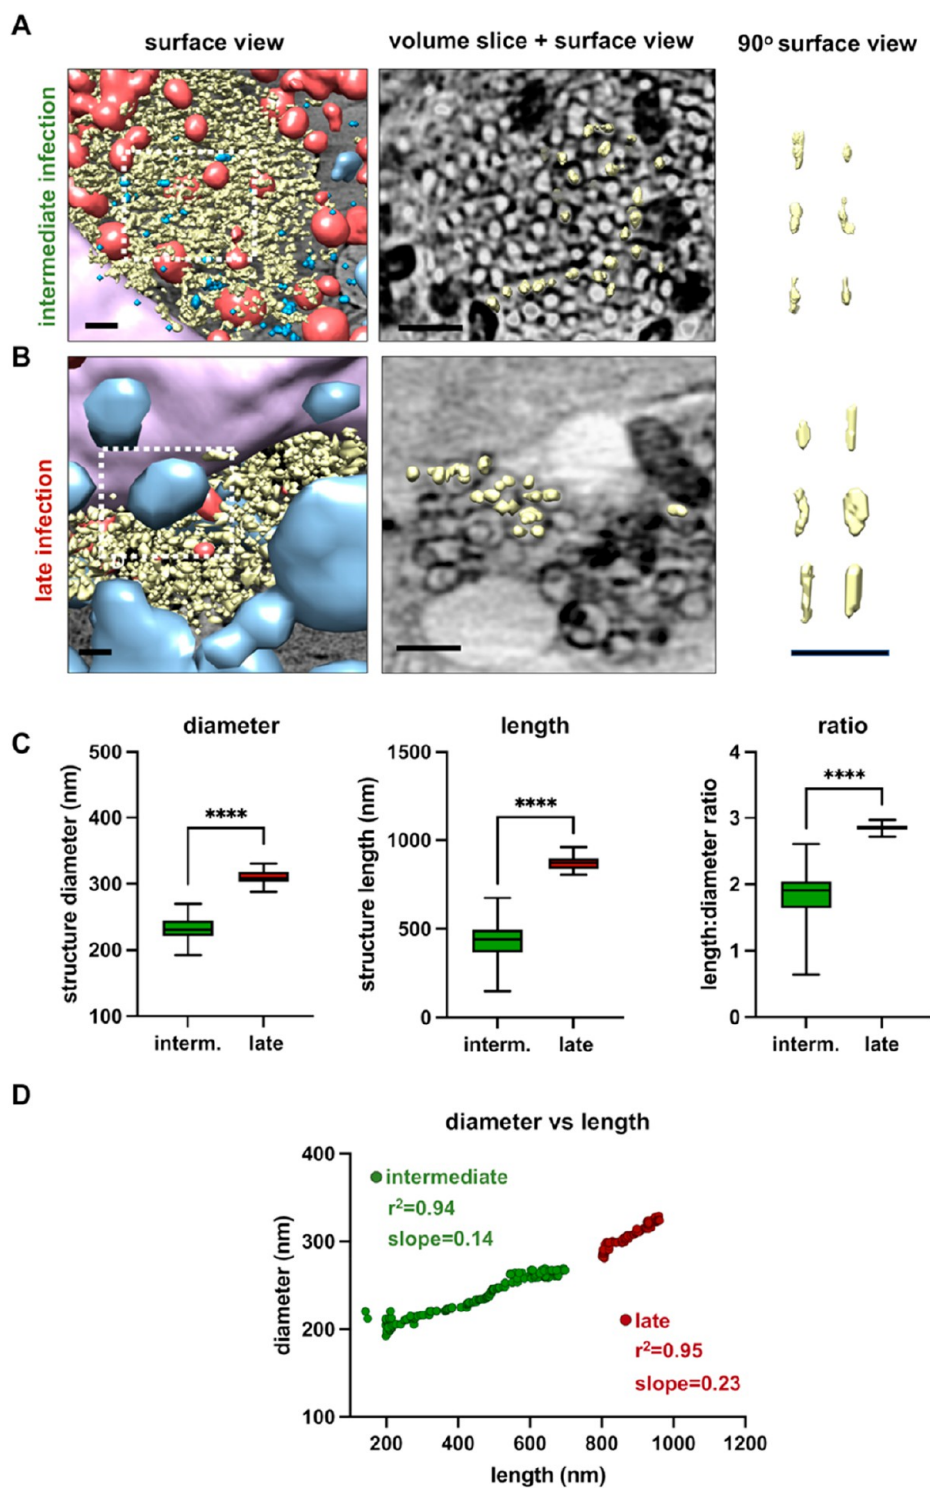 A
surface view
volume slice + surface view
90° surface view
intermediate infection
B
late infection
C
diameter
length
ratio
structure diameter (nm)
500
400
300
200
100
****
interm.
late
structure length (nm)
1500
1000
500
0
****
interm.
late
length:diameter ratio
4
3
2
1
0
****
interm.
late
D
diameter vs length
diameter (nm)
400
300
200
100
intermediate
r²=0.94
slope=0.14
late
r²=0.95
slope=0.23
200
400
600
800
1000
1200
length (nm)